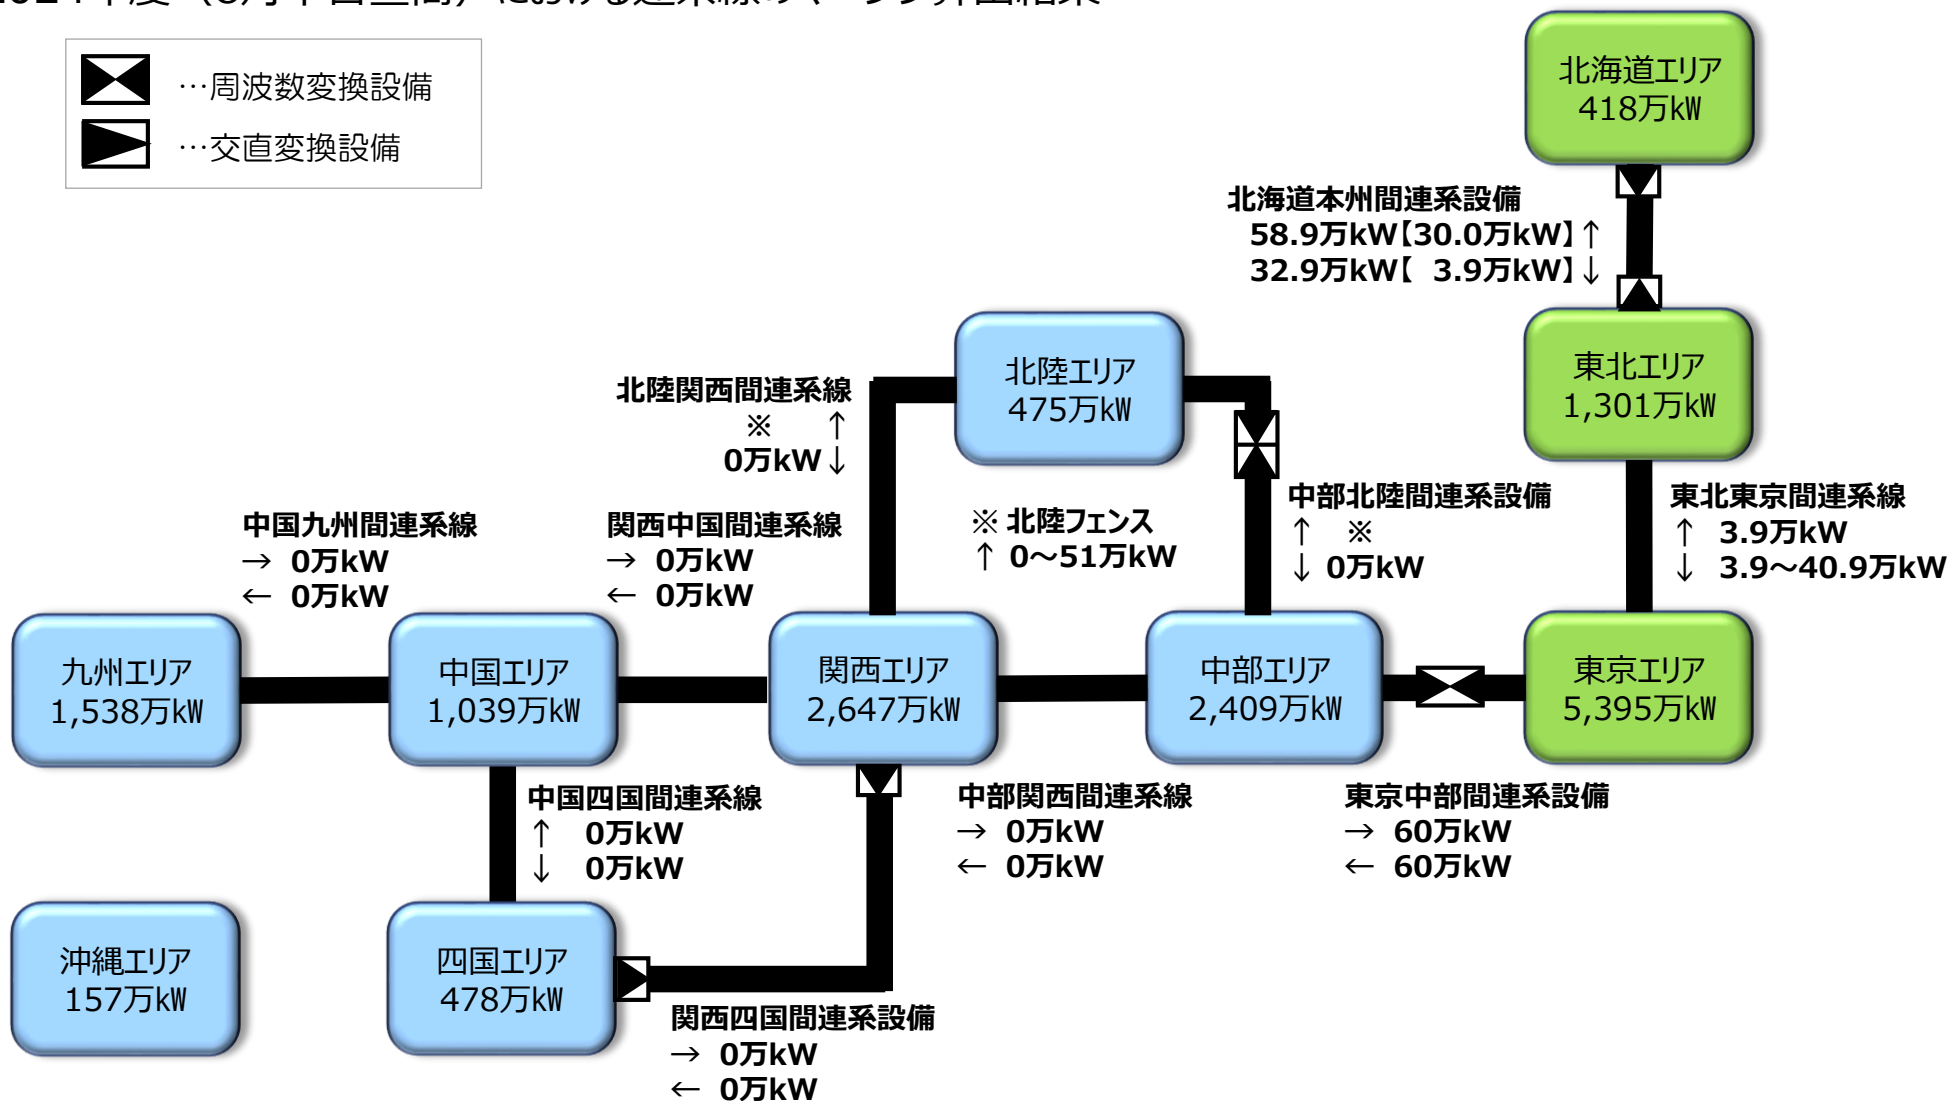 における連系線のマージン算出結果
…周波数変換設備
…交直変換設備
北海道エリア
418万kW
北海道本州間連系設備
58.9万kW【30.0万kW】↑
32.9万kW【 3.9万kW】↓
東北エリア
1,301万kW
北陸エリア
475万kW
北陸関西間連系線
※ ↑
0万kW↓
※ 北陸フェンス
↑ 0～51万kW
中部北陸間連系設備
↑ ※
↓ 0万kW
東北東京間連系線
↑ 3.9万kW
↓ 3.9～40.9万kW
中国九州間連系線
→ 0万kW
← 0万kW
関西中国間連系線
→ 0万kW
← 0万kW
九州エリア
1,538万kW
中国エリア
1,039万kW
関西エリア
2,647万kW
中部エリア
2,409万kW
東京エリア
5,395万kW
中国四国間連系線
↑ 0万kW
↓ 0万kW
中部関西間連系線
→ 0万kW
← 0万kW
東京中部間連系設備
→ 60万kW
← 60万kW
沖縄エリア
157万kW
四国エリア
478万kW
関西四国間連系設備
→ 0万kW
← 0万kW